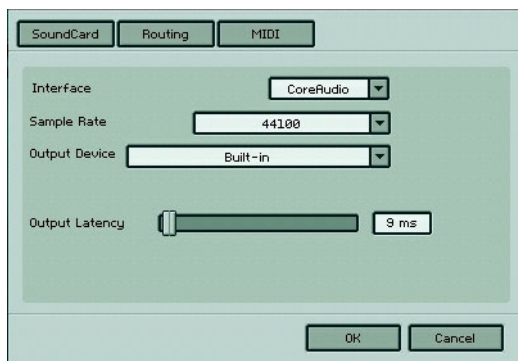 SoundCard Routing MIDI
Interface CoreAudio
Sample Rate 44100
Output Device Built-in
Output Latency 9 ms
OK Cancel